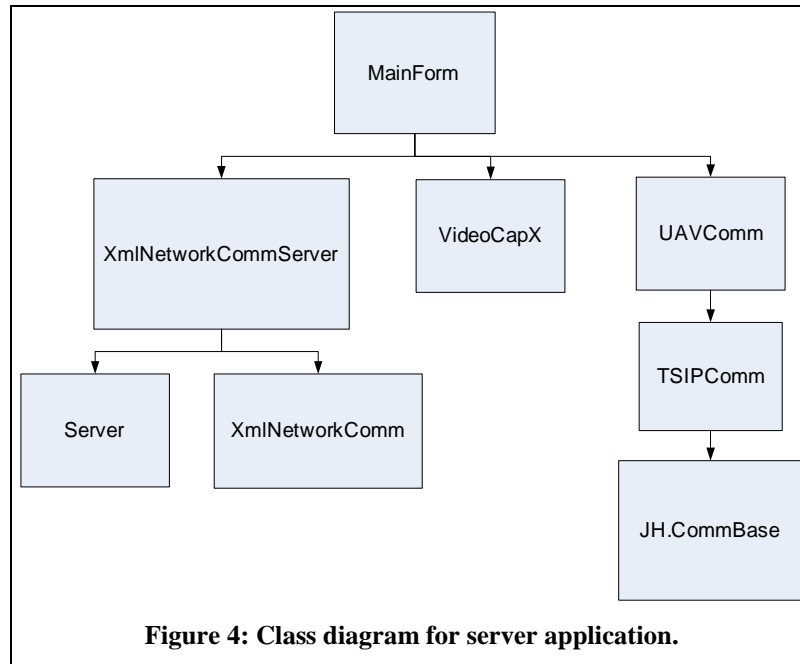 MainForm
XmlNetworkCommServer
VideoCapX
UAVComm
TSIPComm
Server
XmlNetworkComm
JH.CommBase
Figure 4: Class diagram for server application.